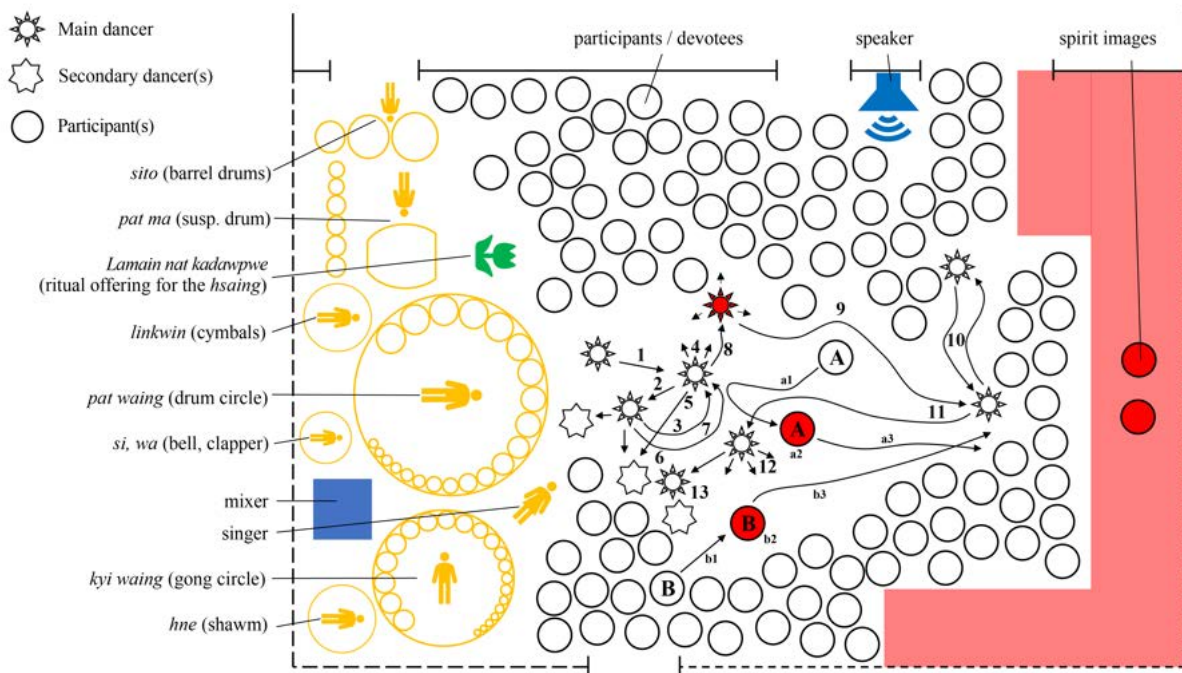 Main dancer
Secondary dancer(s)
Participant(s)
participants / devotees
speaker
spirit images
sito (barrel drums)
pat ma (susp. drum)
Lamain nat kadawpwe
(ritual offering for the hsaing)
linkwin (cymbals)
pat waing (drum circle)
si, wa (bell, clapper)
mixer
singer
kyi waing (gong circle)
hne (shawm)
1
2
3
4
5
6
7
8
9
10
11
12
13
A
a1
A
a2
a3
B
b1
B
b2
b3